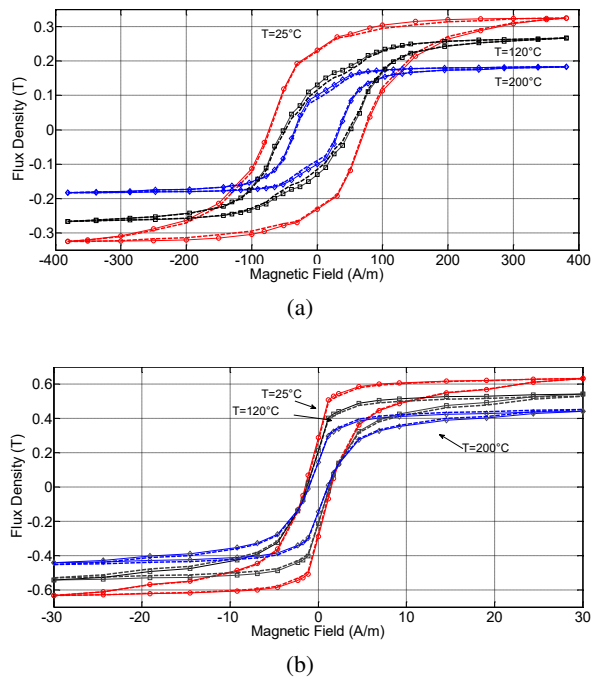 0.3
0.2
0.1
0
-0.1
-0.2
-0.3
Flux Density (T)
T=25°C
T=120°C
T=200°C
-400 -300 -200 -100 0 100 200 300 400
Magnetic Field (A/m)
(a)
0.6
0.4
0.2
0
-0.2
-0.4
-0.6
Flux Density (T)
T=25°C
T=120°C
T=200°C
-30 -20 -10 0 10 20 30
Magnetic Field (A/m)
(b)